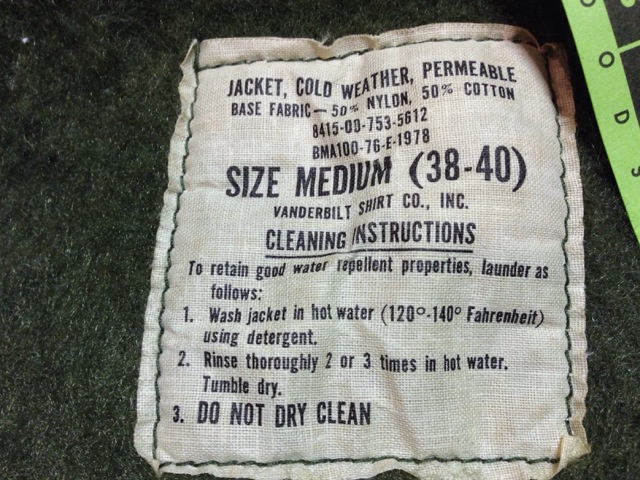 JACKET, COLD WEATHER, PERMEABLE
BASE FABRIC — 50% NYLON, 50% COTTON
8415-00-753-5612
BMA100-76-E-1978
SIZE MEDIUM (38-40)
VANDERBILT SHIRT CO., INC.
CLEANING INSTRUCTIONS
To retain good water repellent properties, launder as
follows:
1. Wash jacket in hot water (120°-140° Fahrenheit)
using detergent.
2. Rinse thoroughly 2 or 3 times in hot water.
Tumble dry.
3. DO NOT DRY CLEAN